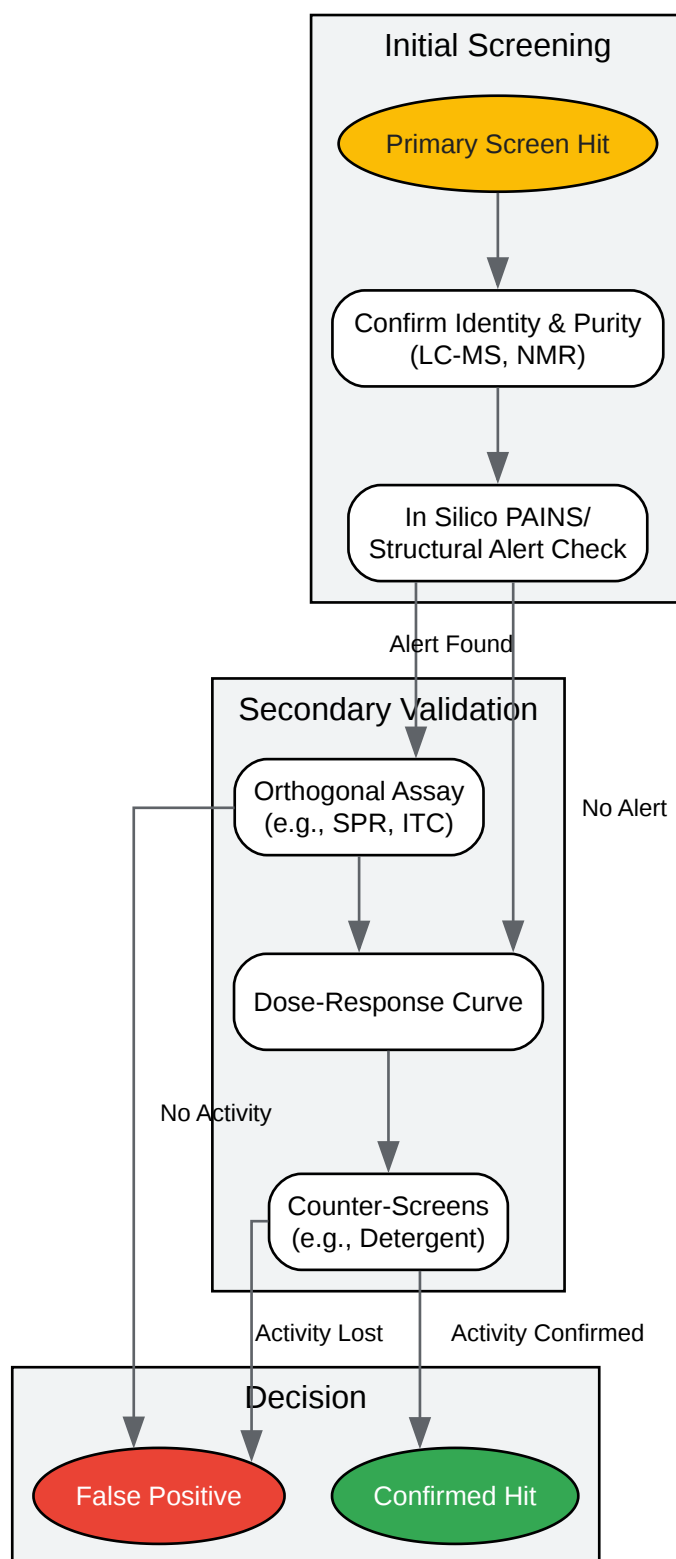 Initial Screening
Primary Screen Hit
Confirm Identity & Purity
(LC-MS, NMR)
In Silico PAINS/
Structural Alert Check
Alert Found
Secondary Validation
Orthogonal Assay
(e.g., SPR, ITC)
No Alert
Dose-Response Curve
No Activity
Counter-Screens
(e.g., Detergent)
Activity Lost
Activity Confirmed
Decision
False Positive
Confirmed Hit